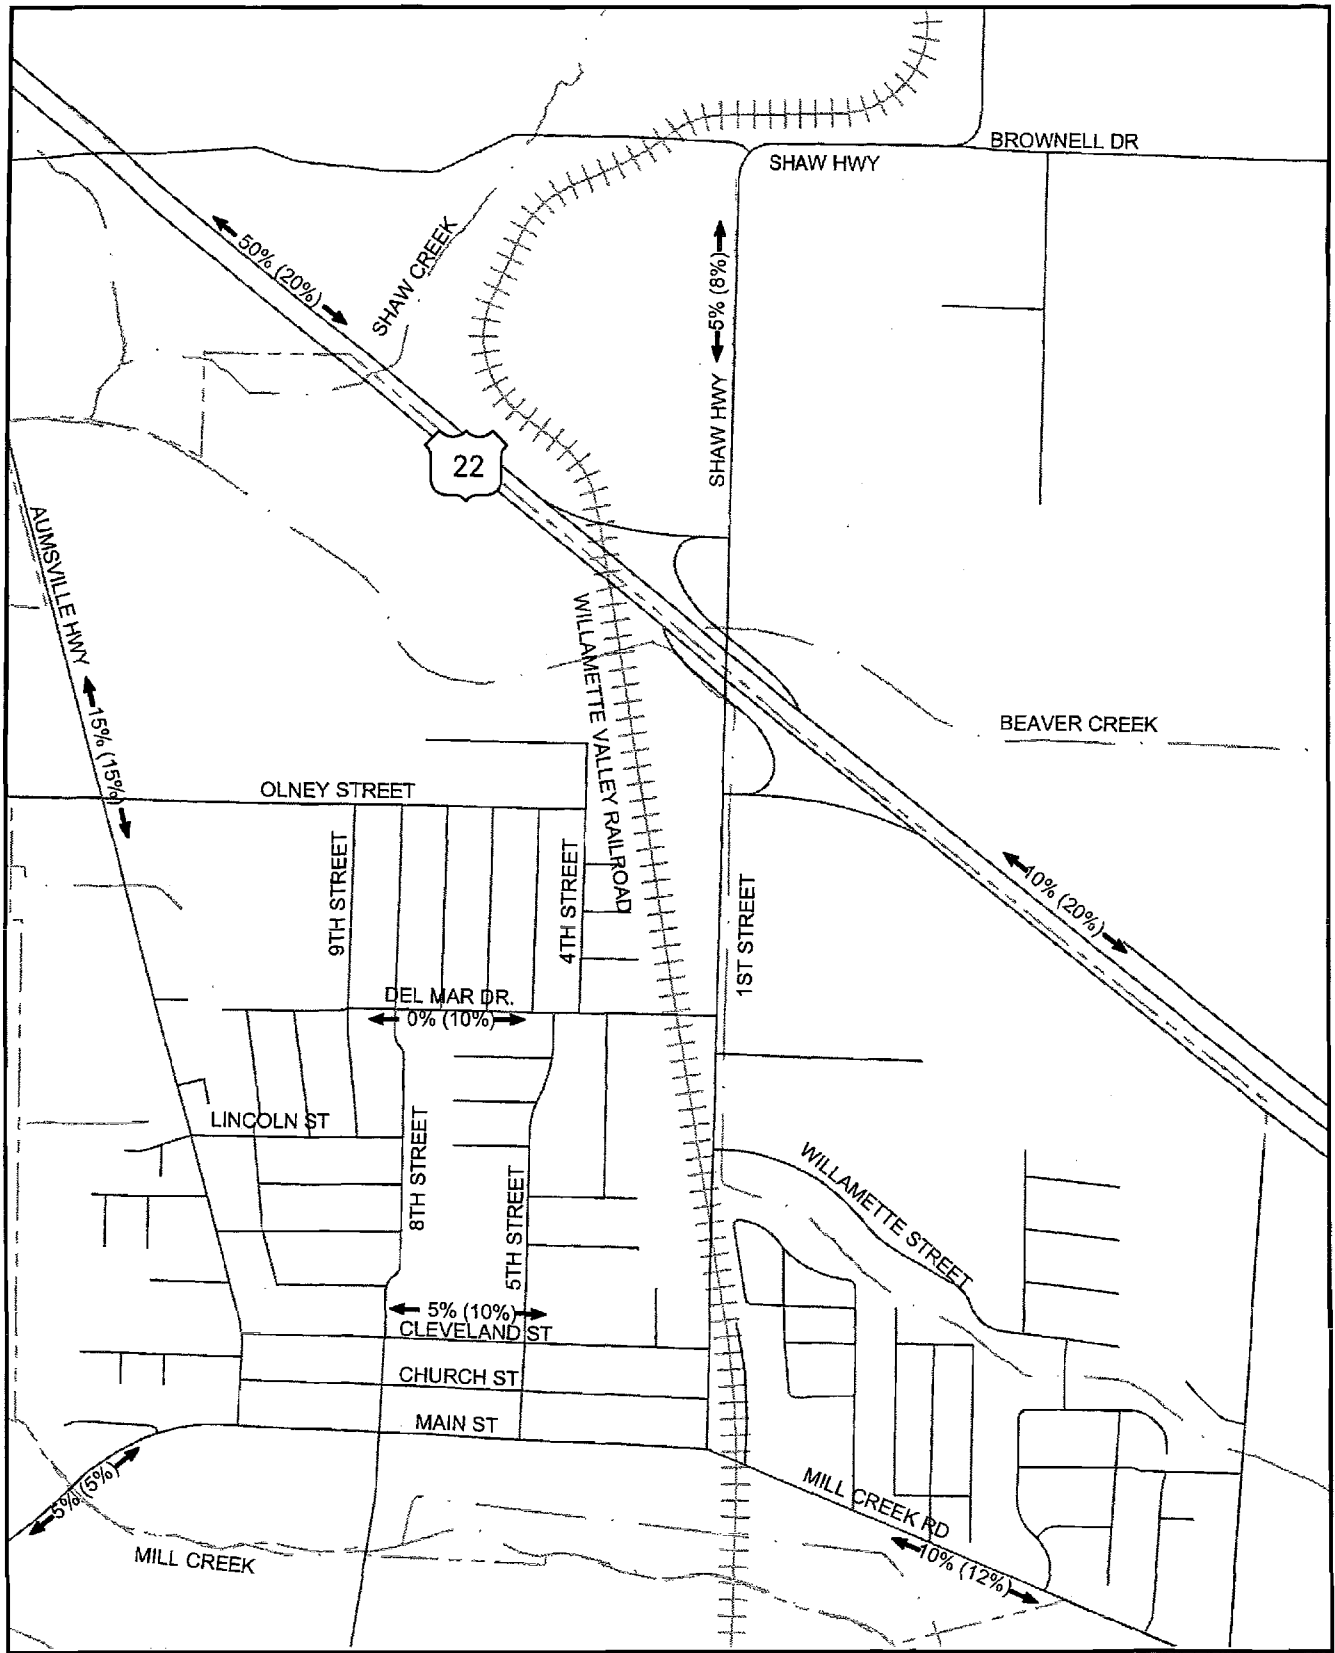 BROWNELL DR
SHAW HWY
50% (20%)
SHAW CREEK
5% (8%)
SHAW HWY
22
AUMSVILLE HWY
15% (15%)
WILLAMETTE VALLEY RAILROAD
BEAVER CREEK
OLNEY STREET
9TH STREET
4TH STREET
1ST STREET
10% (20%)
DEL MAR DR.
0% (10%)
LINCOLN ST
8TH STREET
5TH STREET
WILLAMETTE STREET
5% (10%)
CLEVELAND ST
CHURCH ST
MAIN ST
5% (5%)
MILL CREEK RD
10% (12%)
MILL CREEK